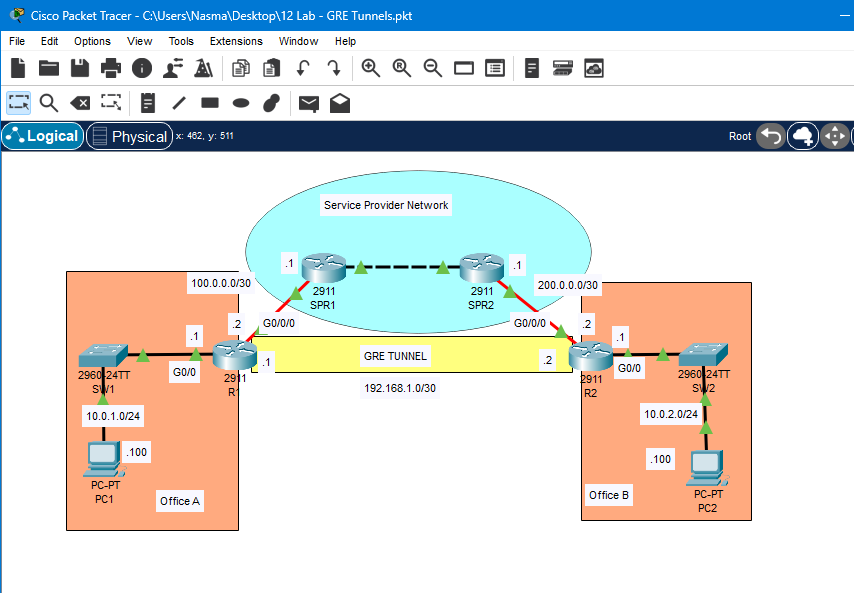 Cisco Packet Tracer - C:\Users\Nasma\Desktop\12 Lab - GRE Tunnels.pkt
File Edit Options View Tools Extensions Window Help
Logical Physical x: 462, y: 511 Root
Service Provider Network
.1
.1
2911
SPR1
2911
SPR2
100.0.0.0/30
200.0.0.0/30
.2
G0/0/0
G0/0/0
.2
.1
.1
G0/0
G0/0
2960-24TT
SW1
2911
R1
.1
GRE TUNNEL
.2
192.168.1.0/30
2911
R2
2960-24TT
SW2
10.0.1.0/24
10.0.2.0/24
.100
.100
PC-PT
PC1
PC-PT
PC2
Office A
Office B